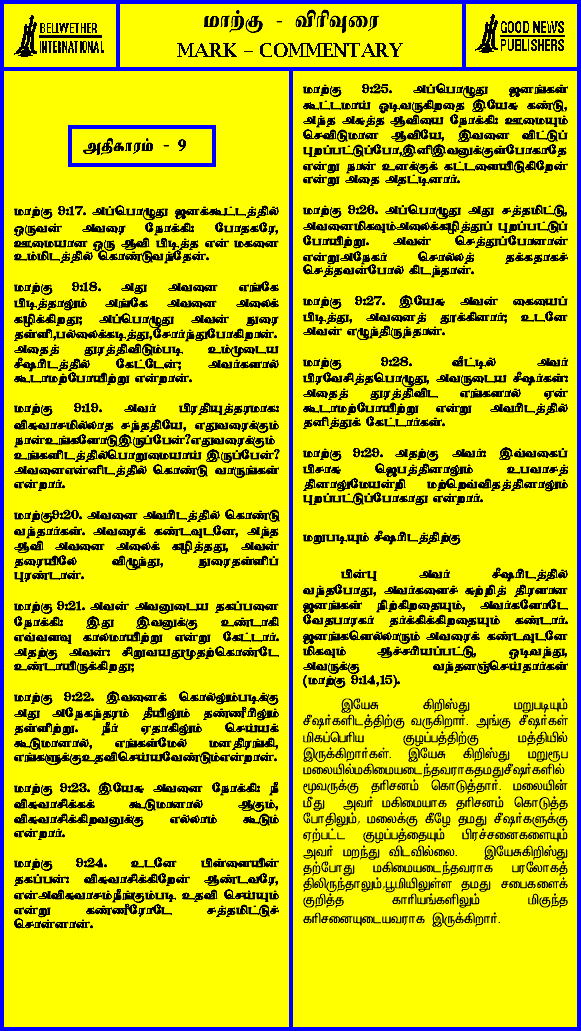 BELWETHER
INTERNATIONAL
மாற்கு - விரிவுரை
MARK – COMMENTARY
GOOD NEWS
PUBLISHERS
அதிகாரம் - 9
மாற்கு 9:17. அப்பொழுது ஜனக்கூட்டத்தில்
ஒருவன் அவரை நோக்கி: போதகரே,
ஊமையான ஒரு ஆவி பிடித்த என் மகனை
உம்மிடத்தில் கொண்டுவந்தேன்.
மாற்கு 9:18. அது அவனை எங்கே
பிடித்தாலும் அங்கே அவனை அலைக்
கழிக்கிறது; அப்பொழுது அவன் நுரை
தள்ளி,பல்லைக்கடித்து,சோர்ந்துபோகிறான்.
அதைத் துரத்திவிடும்படி உம்முடைய
சீஷரிடத்தில் கேட்டேன்; அவர்களால்
கூடாமற்போயிற்று என்றான்.
மாற்கு 9:19. அவர் பிரதியுத்தரமாக:
விசுவாசமில்லாத சந்ததியே, எதுவரைக்கும்
நான்உங்களோடுஇருப்பேன்?எதுவரைக்கும்
உங்களிடத்தில்பொறுமையாய் இருப்பேன்?
அவனைஎன்னிடத்தில் கொண்டு வாருங்கள்
என்றார்.
மாற்கு9:20. அவனை அவரிடத்தில் கொண்டு
வந்தார்கள். அவரைக் கண்டவுடனே, அந்த
ஆவி அவனை அலைக் கழித்தது, அவன்
தரையிலே விழுந்து, நுரைதள்ளிப்
புரண்டான்.
மாற்கு 9:21. அவன் அவனுடைய தகப்பனை
நோக்கி: இது இவனுக்கு உண்டாகி
எவ்வளவு காலமாயிற்று என்று கேட்டார்.
அதற்கு அவன்: சிறுவயதுமுதற்கொண்டே
உண்டாயிருக்கிறது;
மாற்கு 9:22. இவனைக் கொல்லும்படிக்கு
அது அநேகந்தரம் தீயிலும் தண்ணீரிலும்
தள்ளிற்று. நீர் ஏதாகிலும் செய்யக்
கூடுமானால், எங்கள்மேல் மனதிரங்கி,
எங்களுக்குஉதவிசெய்யவேண்டும்என்றான்.
மாற்கு 9:23. இயேசு அவனை நோக்கி: நீ
விசுவாசிக்கக் கூடுமானால் ஆகும்,
விசுவாசிக்கிறவனுக்கு எல்லாம் கூடும்
என்றார்.
மாற்கு 9:24. உடனே பிள்ளையின்
தகப்பன்: விசுவாசிக்கிறேன் ஆண்டவரே,
என்அவிசுவாசம்நீங்கும்படி உதவி செய்யும்
என்று கண்ணீரோடே சத்தமிட்டுச்
சொன்னான்.
மாற்கு 9:25. அப்பொழுது ஜனங்கள்
கூட்டமாய் ஓடிவருகிறதை இயேசு கண்டு,
அந்த அசுத்த ஆவியை நோக்கி: ஊமையும்
செவிடுமான ஆவியே, இவனை விட்டுப்
புறப்பட்டுப்போ,இனிஇவனுக்குள்போகாதே
என்று நான் உனக்குக் கட்டளையிடுகிறேன்
என்று அதை அதட்டினார்.
மாற்கு 9:26. அப்பொழுது அது சத்தமிட்டு,
அவனைமிகவும்அலைக்கழித்துப் புறப்பட்டுப்
போயிற்று. அவன் செத்துப்போனான்
என்றுஅநேகர் சொல்லத் தக்கதாகச்
செத்தவன்போல் கிடந்தான்.
மாற்கு 9:27. இயேசு அவன் கையைப்
பிடித்து, அவனைத் தூக்கினார்; உடனே
அவன் எழுந்திருந்தான்.
மாற்கு 9:28. வீட்டில் அவர்
பிரவேசித்தபொழுது, அவருடைய சீஷர்கள்:
அதைத் துரத்திவிட எங்களால் ஏன்
கூடாமற்போயிற்று என்று அவரிடத்தில்
தனித்துக் கேட்டார்கள்.
மாற்கு 9:29. அதற்கு அவர்: இவ்வகைப்
பிசாசு ஜெபத்தினாலும் உபவாசத்
தினாலுமேயன்றி மற்றெவ்விதத்தினாலும்
புறப்பட்டுப்போகாது என்றார்.
மறுபடியும் சீஷரிடத்திற்கு
பின்பு அவர் சீஷரிடத்தில்
வந்தபோது, அவர்களைச் சுற்றித் திரளான
ஜனங்கள் நிற்கிறதையும், அவர்களோடே
வேதபாரகர் தர்க்கிக்கிறதையும் கண்டார்.
ஜனங்களெல்லாரும் அவரைக் கண்டவுடனே
மிகவும் ஆச்சரியப்பட்டு, ஓடிவந்து,
அவருக்கு வந்தனஞ்செய்தார்கள்
(மாற்கு 9:14,15).
இயேசு கிறிஸ்து மறுபடியும்
சீஷர்களிடத்திற்கு வருகிறார். அங்கு சீஷர்கள்
மிகப்பெரிய குழப்பத்திற்கு மத்தியில்
இருக்கிறார்கள். இயேசு கிறிஸ்து மறுரூப
மலையில்மகிமையடைந்தவராகதமதுசீஷர்களில்
மூவருக்கு தரிசனம் கொடுத்தார். மலையின்
மீது அவர் மகிமையாக தரிசனம் கொடுத்த
போதிலும், மலைக்கு கீழே தமது சீஷர்களுக்கு
ஏற்பட்ட குழப்பத்தையும் பிரச்சனைகளையும்
அவர் மறந்து விடவில்லை. இயேசுகிறிஸ்து
தற்போது மகிமையடைந்தவராக பரலோகத்
திலிருந்தாலும்,பூமியிலுள்ள தமது சபைகளைக்
குறித்த காரியங்களிலும் மிகுந்த
கரிசனையுடையவராக இருக்கிறார்.